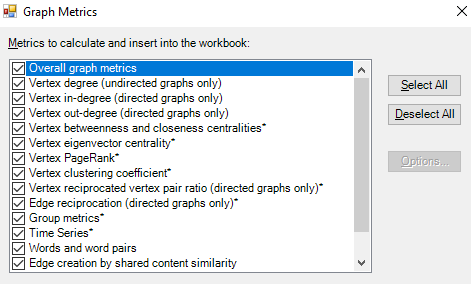 Graph Metrics
Metrics to calculate and insert into the workbook:
Overall graph metrics
Vertex degree (undirected graphs only)
Vertex in-degree (directed graphs only)
Vertex out-degree (directed graphs only)
Vertex betweenness and closeness centralities*
Vertex eigenvector centrality*
Vertex PageRank*
Vertex clustering coefficient*
Vertex reciprocated vertex pair ratio (directed graphs only)*
Edge reciprocation (directed graphs only)*
Group metrics*
Time Series*
Words and word pairs
Edge creation by shared content similarity
Select All
Deselect All
Options...